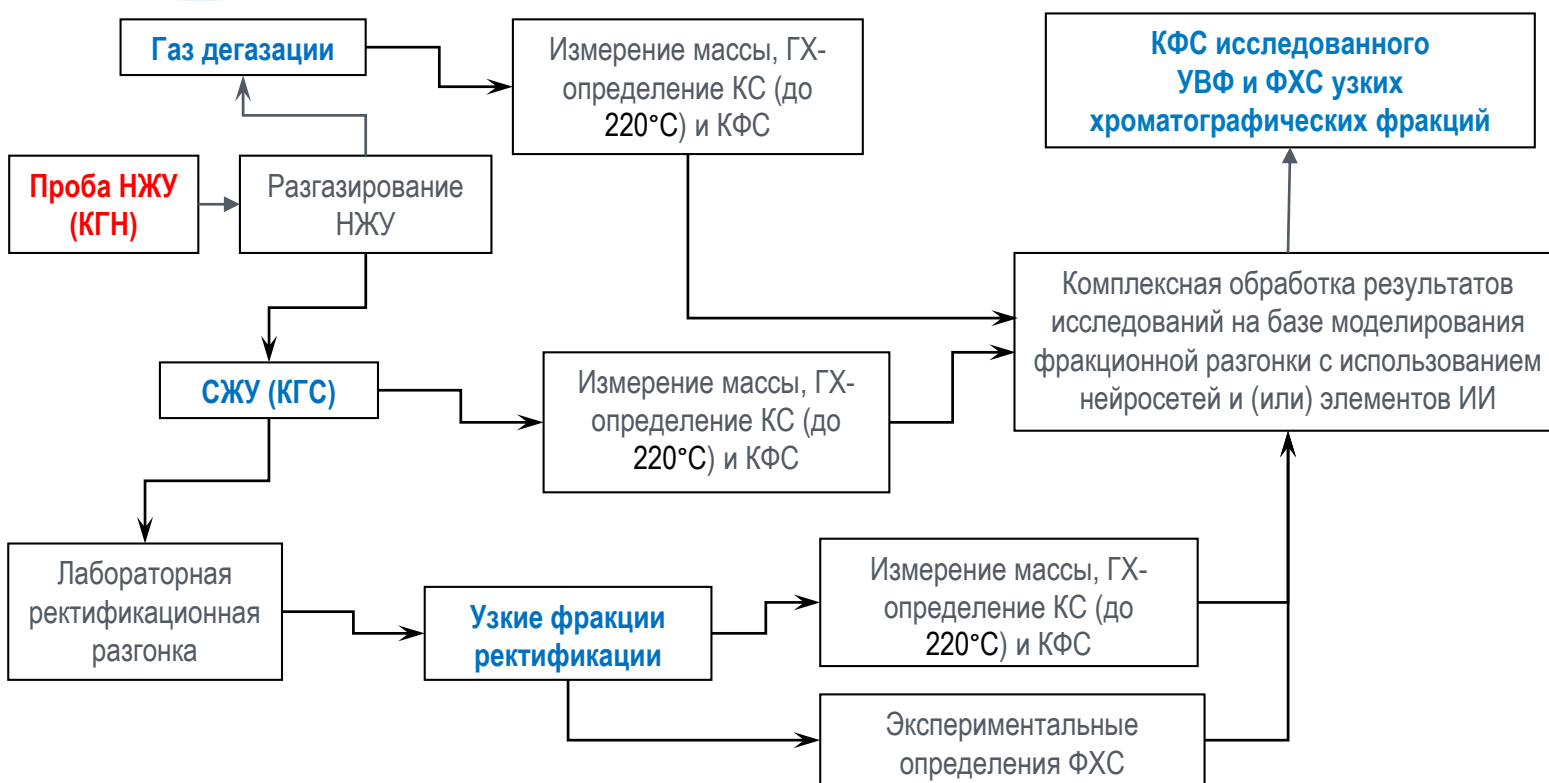 Газ дегазации
Измерение массы, ГХ-
определение КС (до
220°С) и КФС
КФС исследованного
УВФ и ФХС узких
хроматографических фракций
Проба НЖУ
(КГН)
Разгазирование
НЖУ
Комплексная обработка результатов
исследований на базе моделирования
фракционной разгонки с использованием
нейросетей и (или) элементов ИИ
СЖУ (КГС)
Измерение массы, ГХ-
определение КС (до
220°С) и КФС
Лабораторная
ректификационная
разгонка
Узкие фракции
ректификации
Измерение массы, ГХ-
определение КС (до
220°С) и КФС
Экспериментальные
определения ФХС